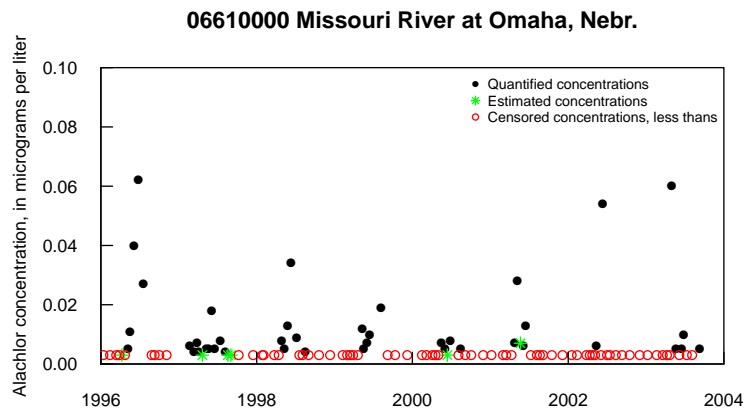 06610000 Missouri River at Omaha, Nebr.
Alachlor concentration, in micrograms per liter
0.10
0.08
0.06
0.04
0.02
0.00
Quantified concentrations
Estimated concentrations
Censored concentrations, less thans
1996
1998
2000
2002
2004